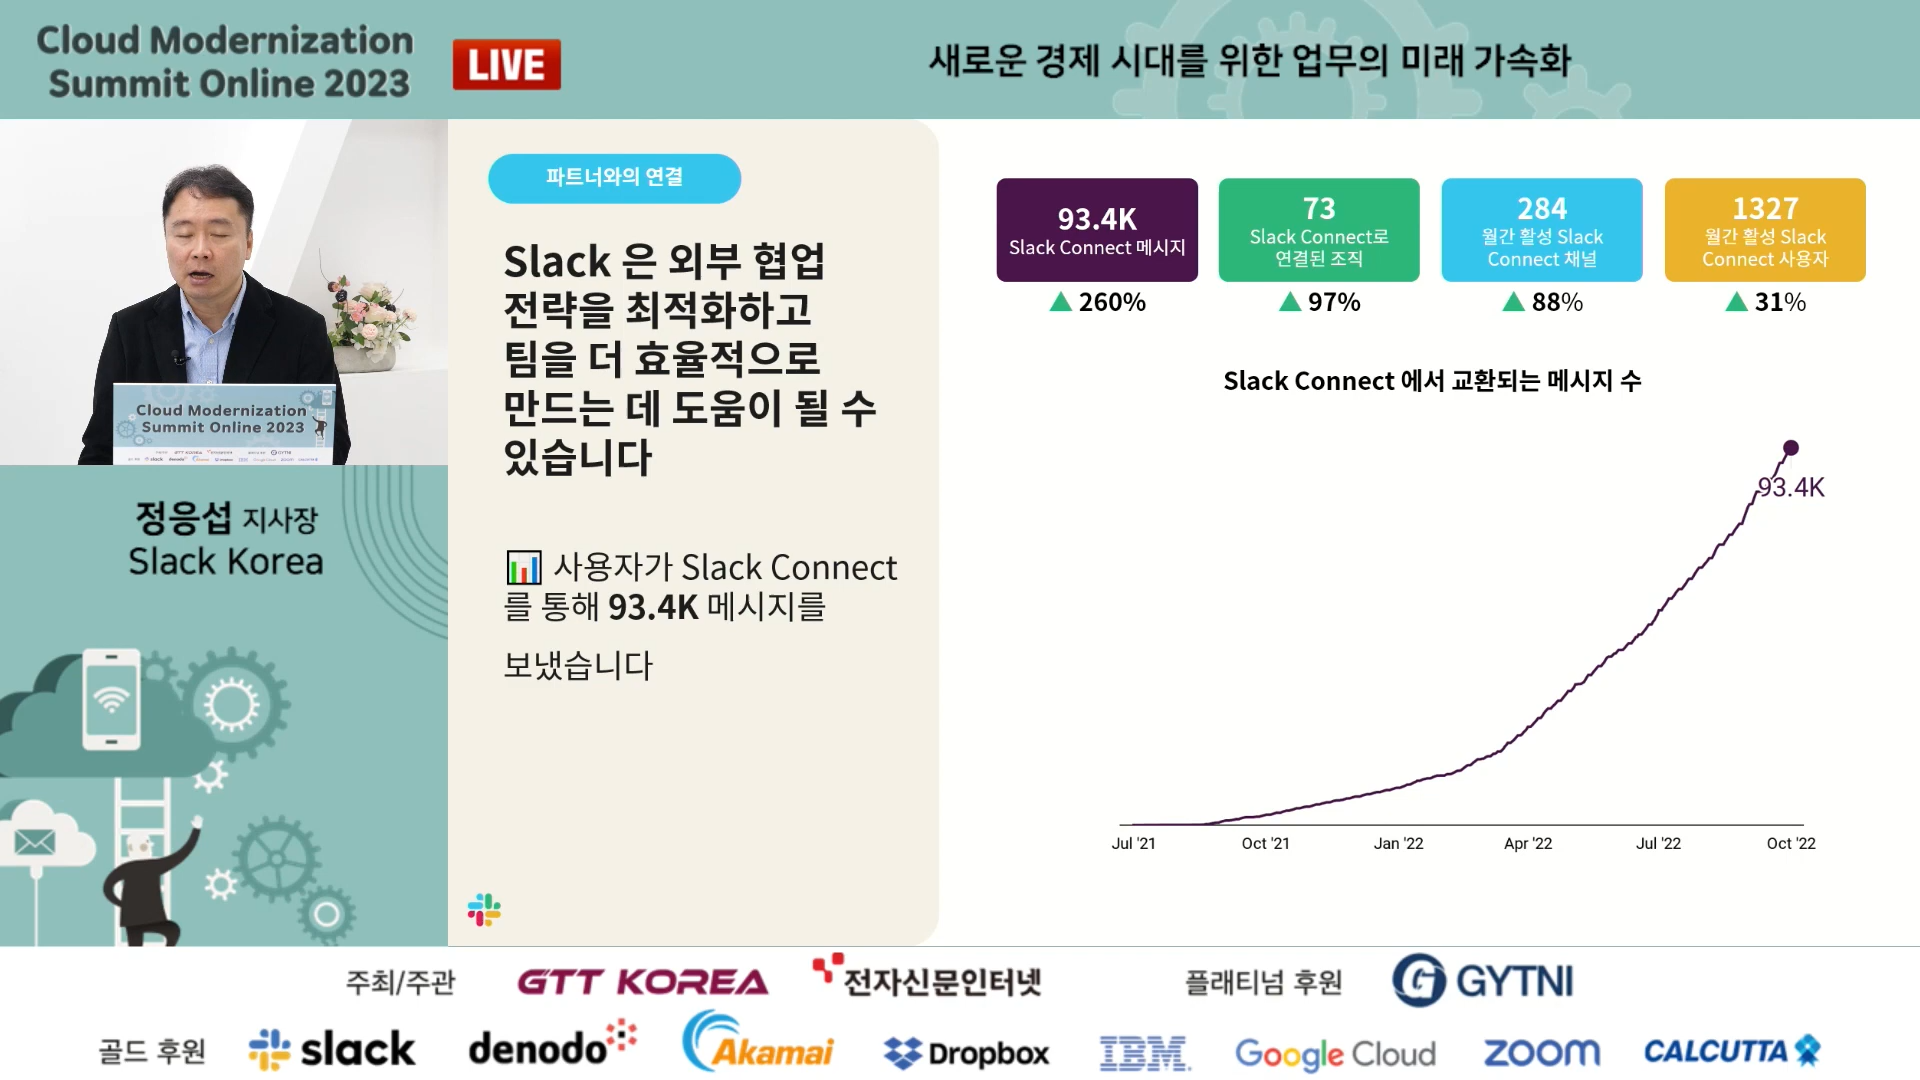 Cloud Modernization
Summit Online 2023
LIVE
새로운 경제 시대를 위한 업무의 미래 가속화
Cloud Modernization
Summit Online 2023
정응섭 지사장
Slack Korea
파트너와의 연결
Slack 은 외부 협업
전략을 최적화하고
팀을 더 효율적으로
만드는 데 도움이 될 수
있습니다
📊 사용자가 Slack Connect
를 통해 93.4K 메시지를
보냈습니다
93.4K
Slack Connect 메시지
▲ 260%
73
Slack Connect로
연결된 조직
▲ 97%
284
월간 활성 Slack
Connect 채널
▲ 88%
1327
월간 활성 Slack
Connect 사용자
▲ 31%
Slack Connect 에서 교환되는 메시지 수
93.4K
Jul '21 Oct '21 Jan '22 Apr '22 Jul '22 Oct '22
주최/주관 GTT KOREA 전자신문인터넷 플래티넘 후원 GYTNI
골드 후원 slack denodo Akamai Dropbox IBM Google Cloud zoom CALCUTTA